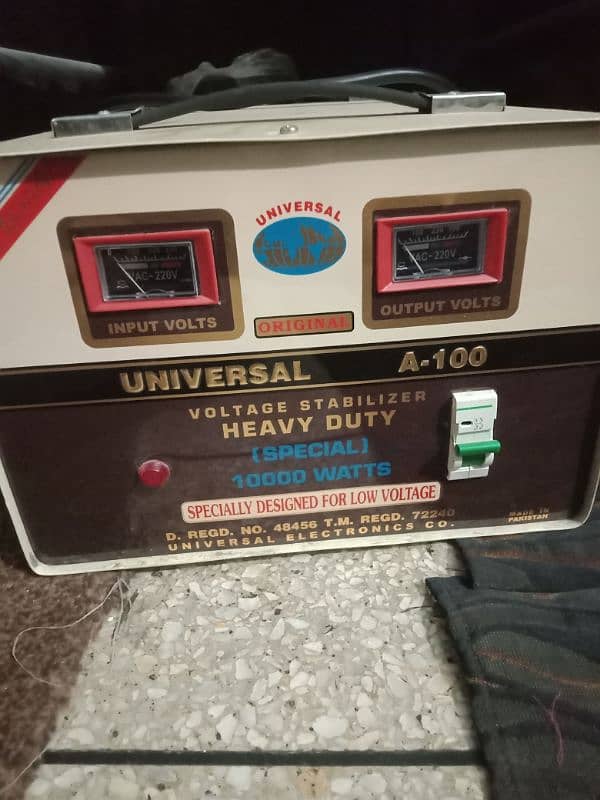 UNIVERSAL
AC-220V
AC-220V
INPUT VOLTS
ORIGINAL
OUTPUT VOLTS
UNIVERSAL A-100
VOLTAGE STABILIZER
HEAVY DUTY
(SPECIAL)
10000 WATTS
SPECIALLY DESIGNED FOR LOW VOLTAGE
D. REGD. NO. 48456 T.M. REGD. 72240
UNIVERSAL ELECTRONICS CO.
MADE IN
PAKISTAN